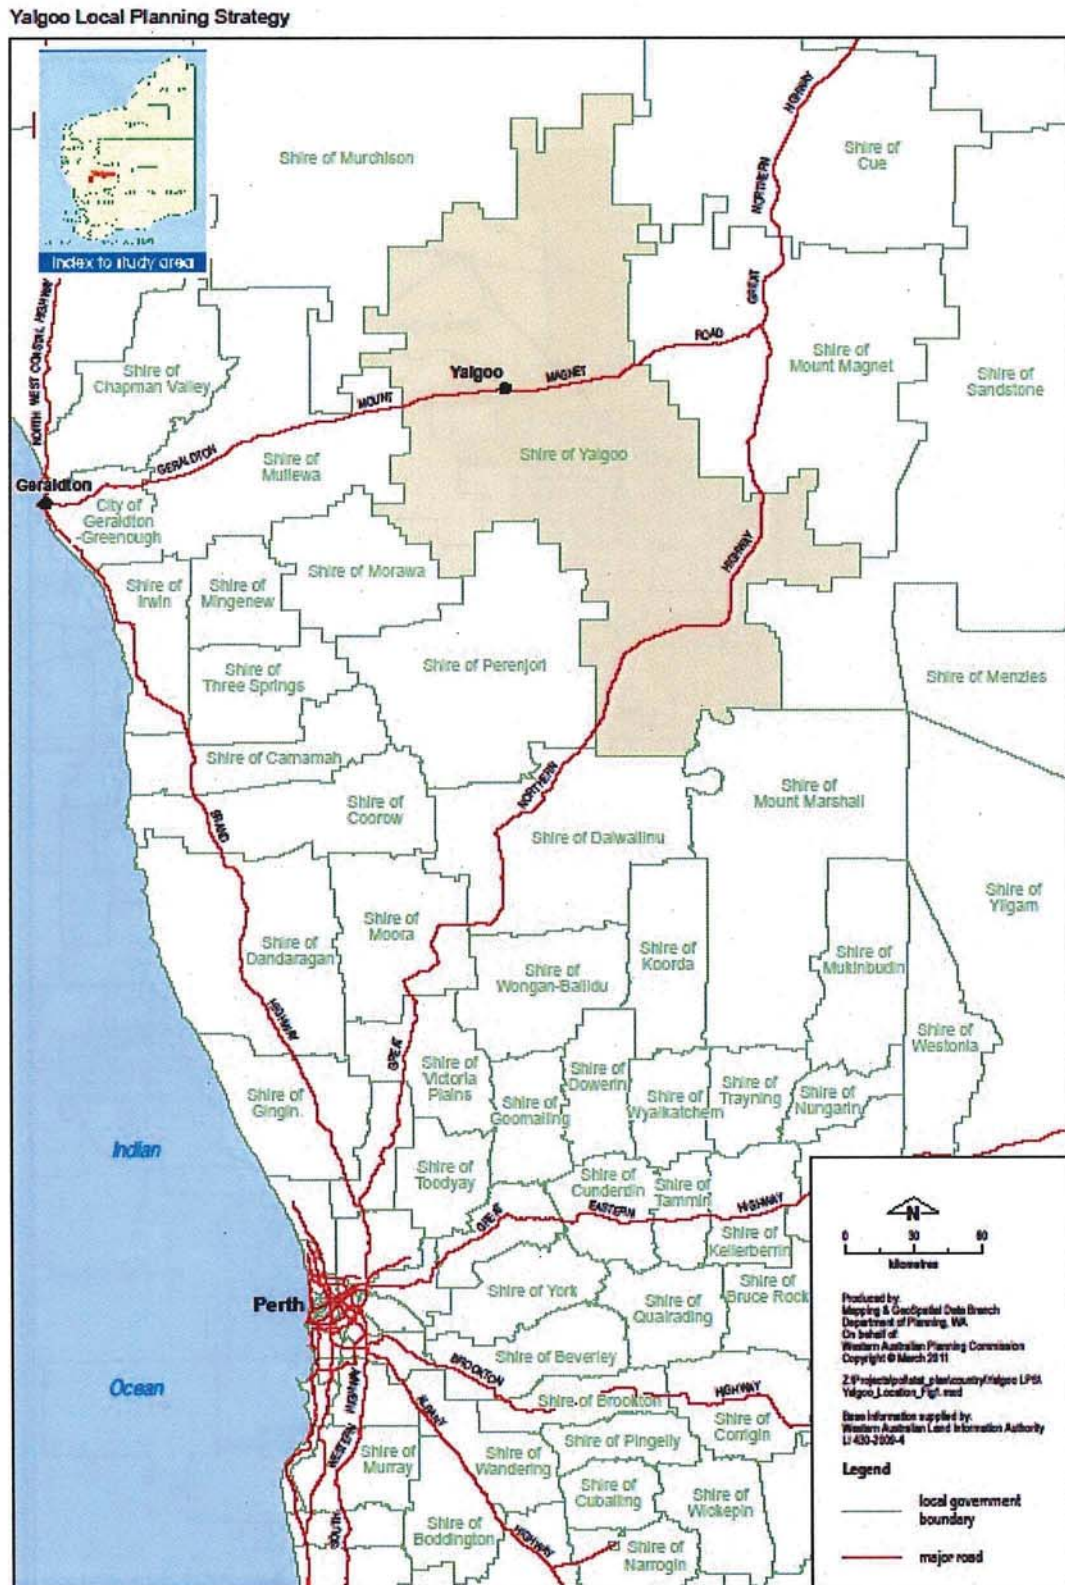 Yalgoo Local Planning Strategy
Index to study area
Shire of Murchison
Shire of
Cue
NORTHERN
HIGHWAY
GREAT
NORTH WEST COASTAL HIGHWAY
Shire of
Chapman Valley
Yalgoo
GERALDTON
MOUNT
MAGNET
ROAD
Shire of
Mount Magnet
Shire of
Sandstone
Geraldton
City of
Geraldton
-Greenough
Shire of
Mullewa
Shire of Yalgoo
HIGHWAY
Shire of
Irwin
Shire of
Mingenew
Shire of Morawa
Shire of
Three Springs
Shire of Perenjori
Shire of Menzies
Shire of Carnamah
Shire of
Coorow
NORTHERN
Shire of
Mount Marshall
BRAND
Shire of Dalwallinu
Shire of
Dandaragan
Shire of
Moora
Shire of
Wongan-Ballidu
Shire of
Koorda
Shire of
Mukinbudin
Shire of
Yilgarn
HIGHWAY
GREAT
Shire of
Westonia
Shire of
Gingin
Shire of
Victoria
Plains
Shire of
Goomalling
Shire of
Dowerin
Shire of
Wyalkatchem
Shire of
Trayning
Shire of
Nungarin
Indian
Shire of
Toodyay
Shire of
Cunderdin
Shire of
Tammin
GREAT
EASTERN
HIGHWAY
Shire of
Kellerberrin
Perth
Shire of York
Shire of
Quairading
Shire of
Bruce Rock
Shire of Beverley
Ocean
BROOKTON
HIGHWAY
Shire of Brookton
Shire of
Corrigin
ALBANY
HIGHWAY
SOUTH
WESTERN
HIGHWAY
Shire of
Murray
Shire of
Wandering
Shire of Pingelly
Shire of
Cuballing
Shire of
Wickepin
Shire of
Boddington
Shire of
Narrogin
N
0 30 60
kilometres
Produced by:
Mapping & GeoSpatial Data Branch
Department of Planning, WA
On behalf of:
Western Australian Planning Commission
Copyright © March 2011
Yalgoo_Location_Fig1.mxd
Base Information supplied by:
Western Australian Land Information Authority
LI 430-2009-4
Legend
local government
boundary
major road